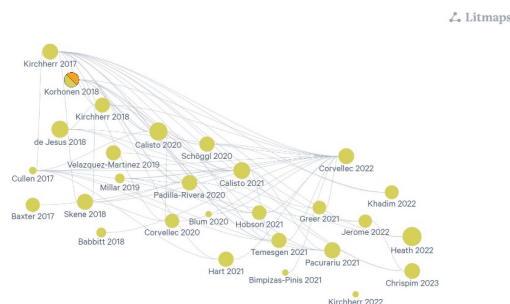 Litmaps
Kirchherr 2017
Korhonen 2018
Kirchherr 2018
de Jesus 2018
Calisto 2020
Schöggl 2020
Corvellec 2022
Velazquez-Martinez 2019
Cullen 2017
Millar 2019
Calisto 2021
Padilla-Rivera 2020
Khadim 2022
Baxter 2017
Skene 2018
Blum 2020
Hobson 2021
Greer 2021
Jerome 2022
Babbitt 2018
Corvellec 2020
Temesgen 2021
Heath 2022
Pacurariu 2021
Hart 2021
Bimpizas-Pinis 2021
Chrispim 2023
Kirchherr 2022